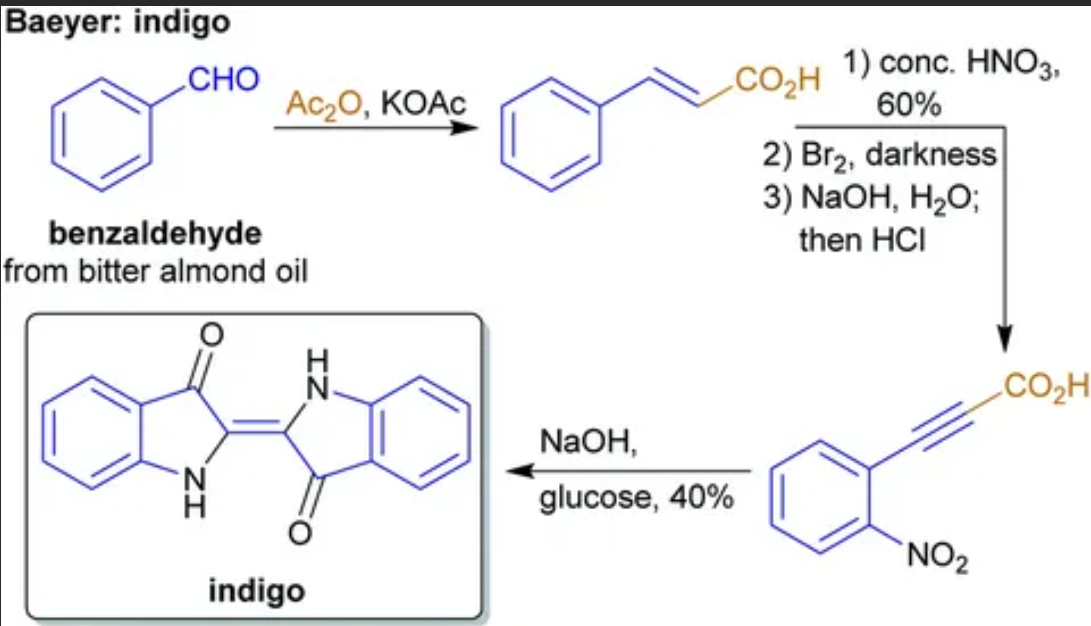 Baeyer: indigo
CHO
Ac₂O, KOAc
CO₂H
1) conc. HNO₃,
60%
2) Br₂, darkness
3) NaOH, H₂O;
then HCl
benzaldehyde
from bitter almond oil
CO₂H
NO₂
NaOH,
glucose, 40%
O
H
N
N
H
O
indigo